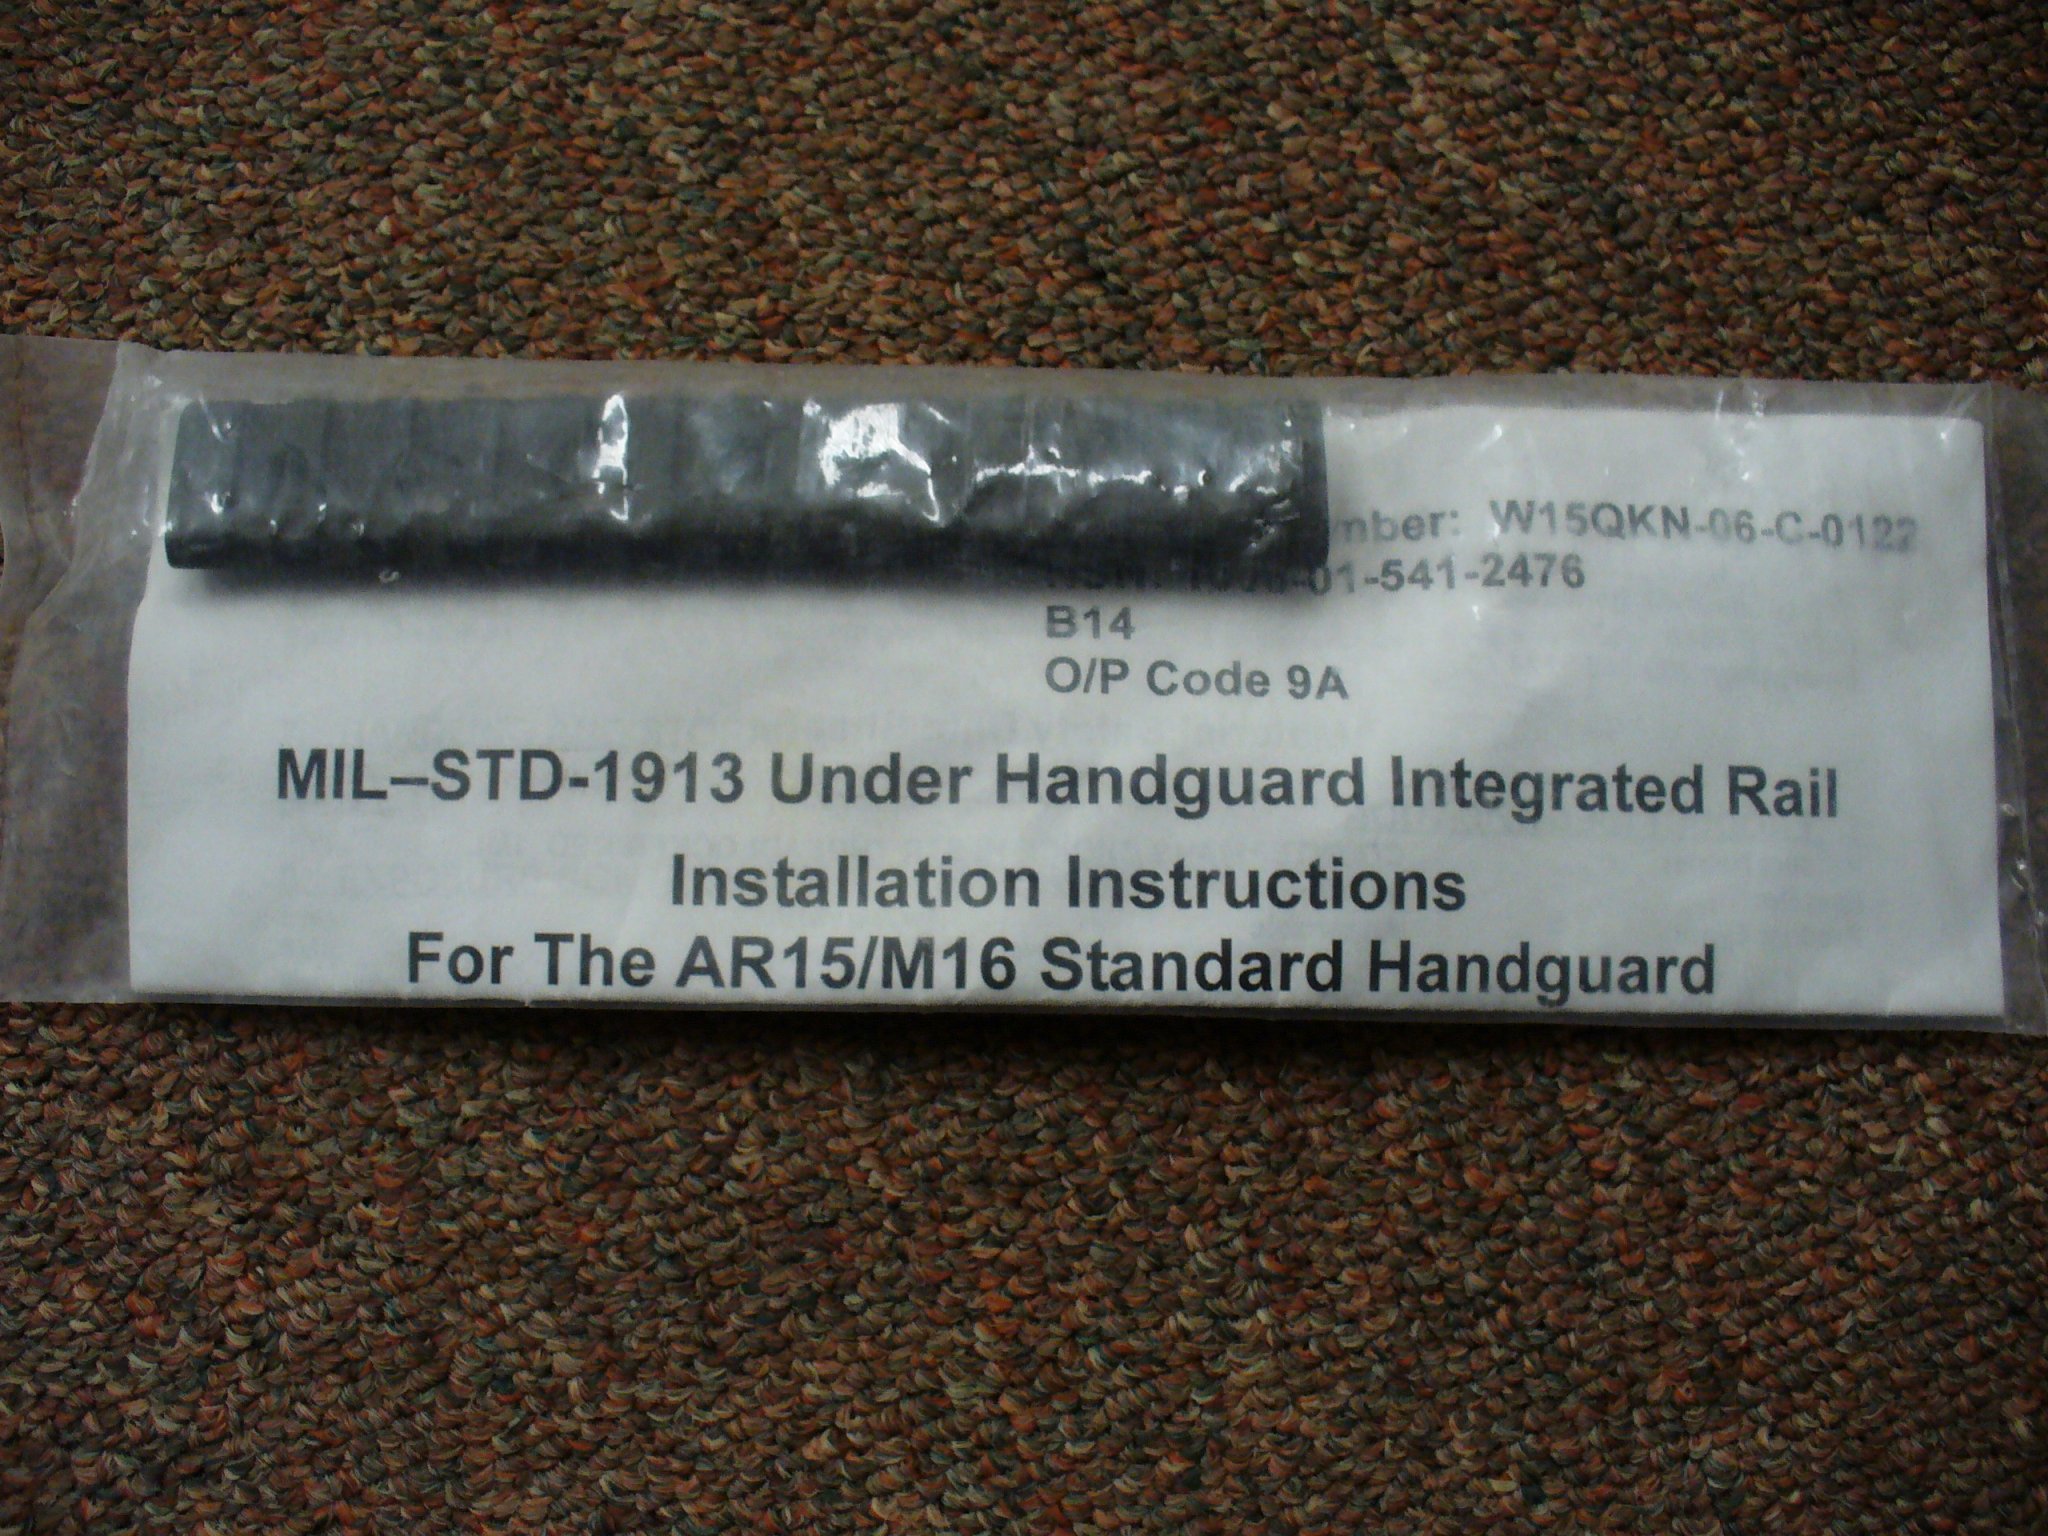 W15QKN-06-C-0122
01-541-2476
B14
O/P Code 9A
MIL–STD-1913 Under Handguard Integrated Rail
Installation Instructions
For The AR15/M16 Standard Handguard